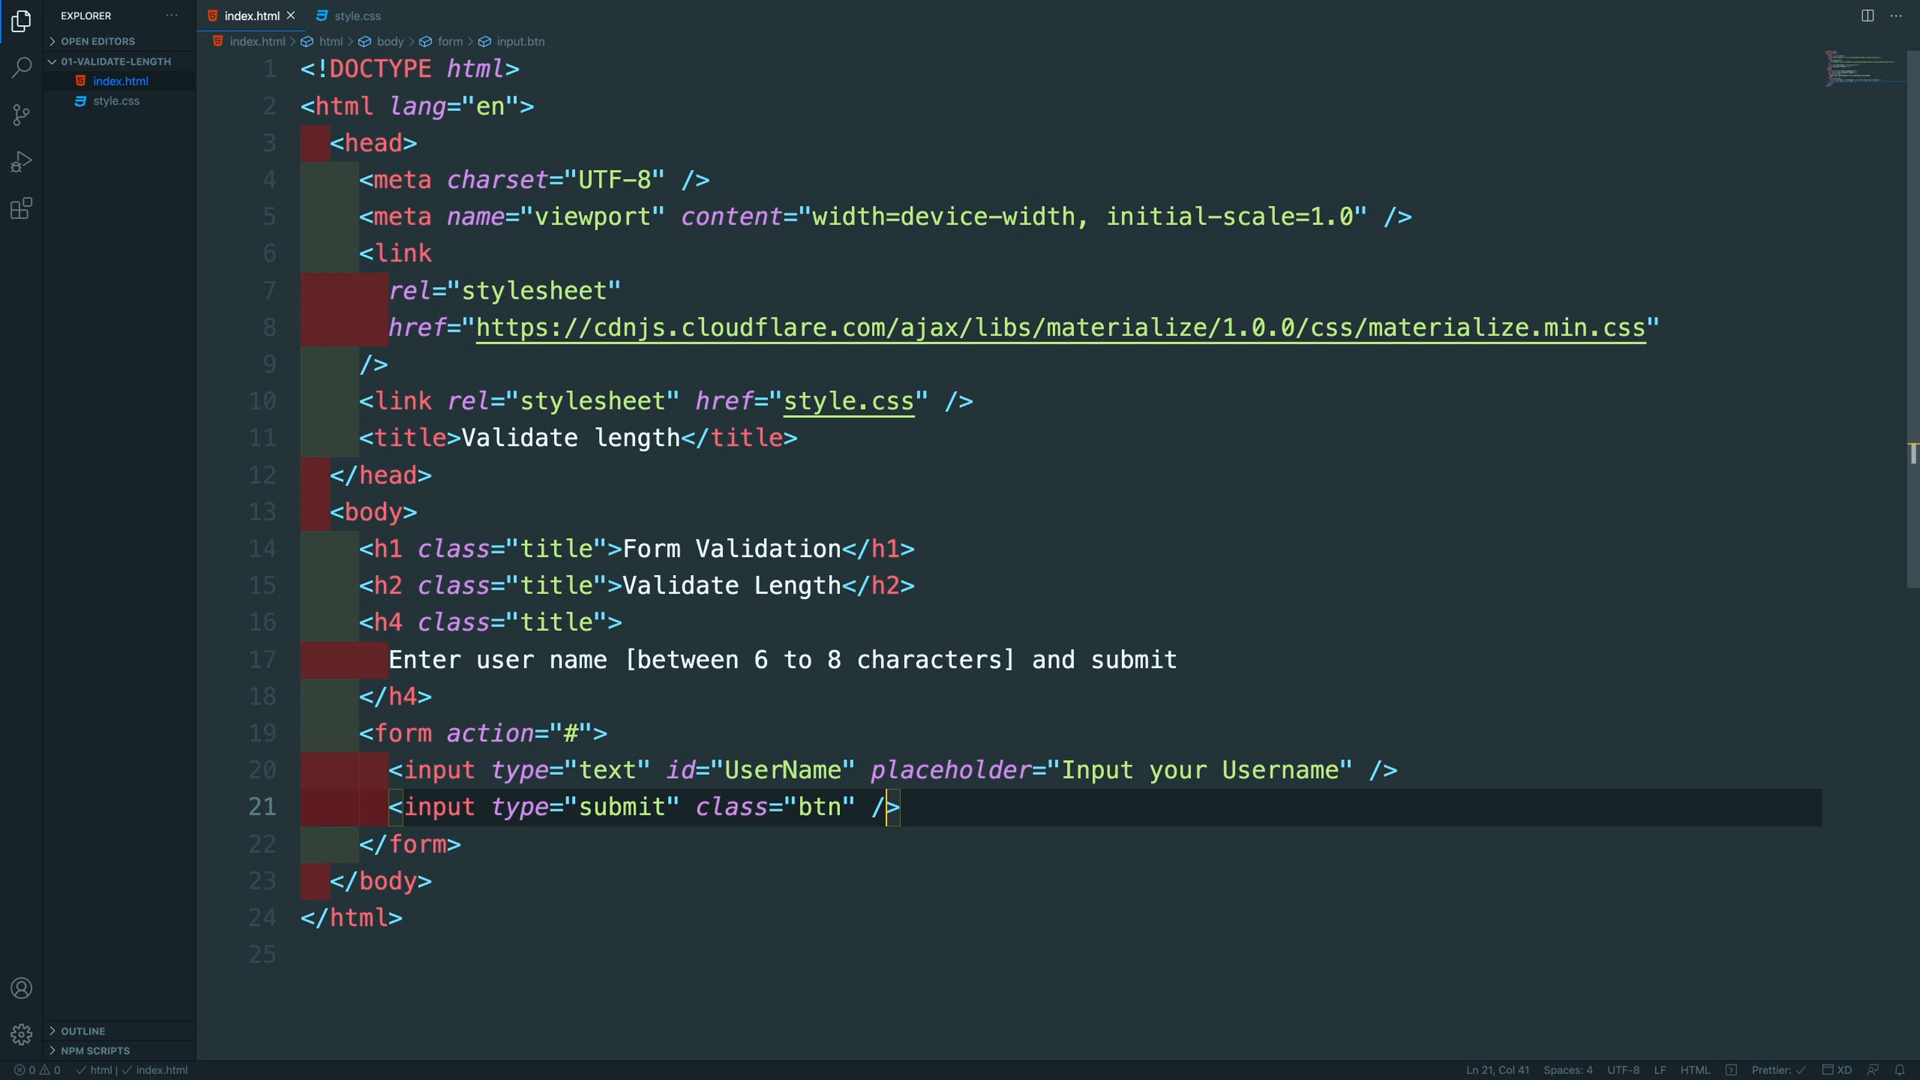 EXPLORER
OPEN EDITORS
01-VALIDATE-LENGTH
index.html
style.css
OUTLINE
NPM SCRIPTS
index.html
style.css
index.html > html > body > form > input.btn
1 <!DOCTYPE html>
2 <html lang="en">
3 <head>
4 <meta charset="UTF-8" />
5 <meta name="viewport" content="width=device-width, initial-scale=1.0" />
6 <link
7 rel="stylesheet"
8 href="https://cdnjs.cloudflare.com/ajax/libs/materialize/1.0.0/css/materialize.min.css"
9 />
10 <link rel="stylesheet" href="style.css" />
11 <title>Validate length</title>
12 </head>
13 <body>
14 <h1 class="title">Form Validation</h1>
15 <h2 class="title">Validate Length</h2>
16 <h4 class="title">
17 Enter user name [between 6 to 8 characters] and submit
18 </h4>
19 <form action="#">
20 <input type="text" id="UserName" placeholder="Input your Username" />
21 <input type="submit" class="btn" />
22 </form>
23 </body>
24 </html>
25
0 0 html | index.html Ln 21, Col 41 Spaces: 4 UTF-8 LF HTML Prettier: XD